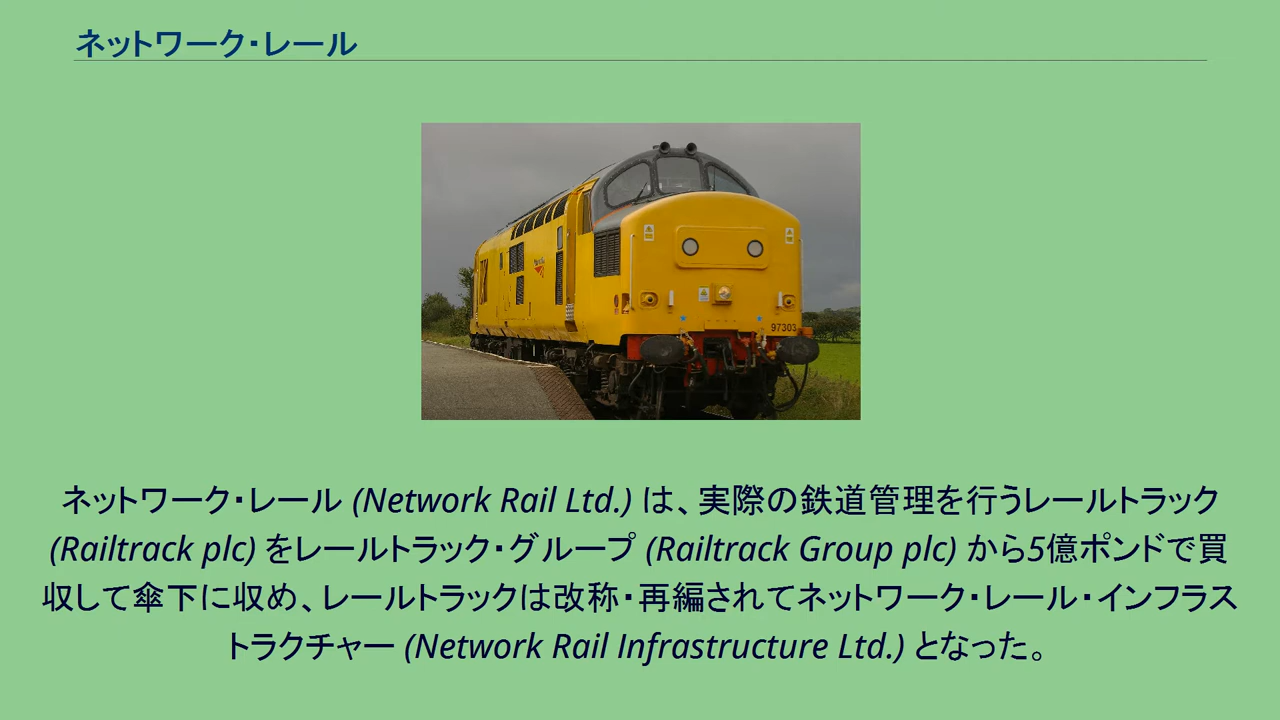 ネットワーク・レール
97303
ネットワーク・レール (Network Rail Ltd.) は、実際の鉄道管理を行うレールトラック
(Railtrack plc) をレールトラック・グループ (Railtrack Group plc) から5億ポンドで買
収して傘下に収め、レールトラックは改称・再編されてネットワーク・レール・インフラス
トラクチャー (Network Rail Infrastructure Ltd.) となった。